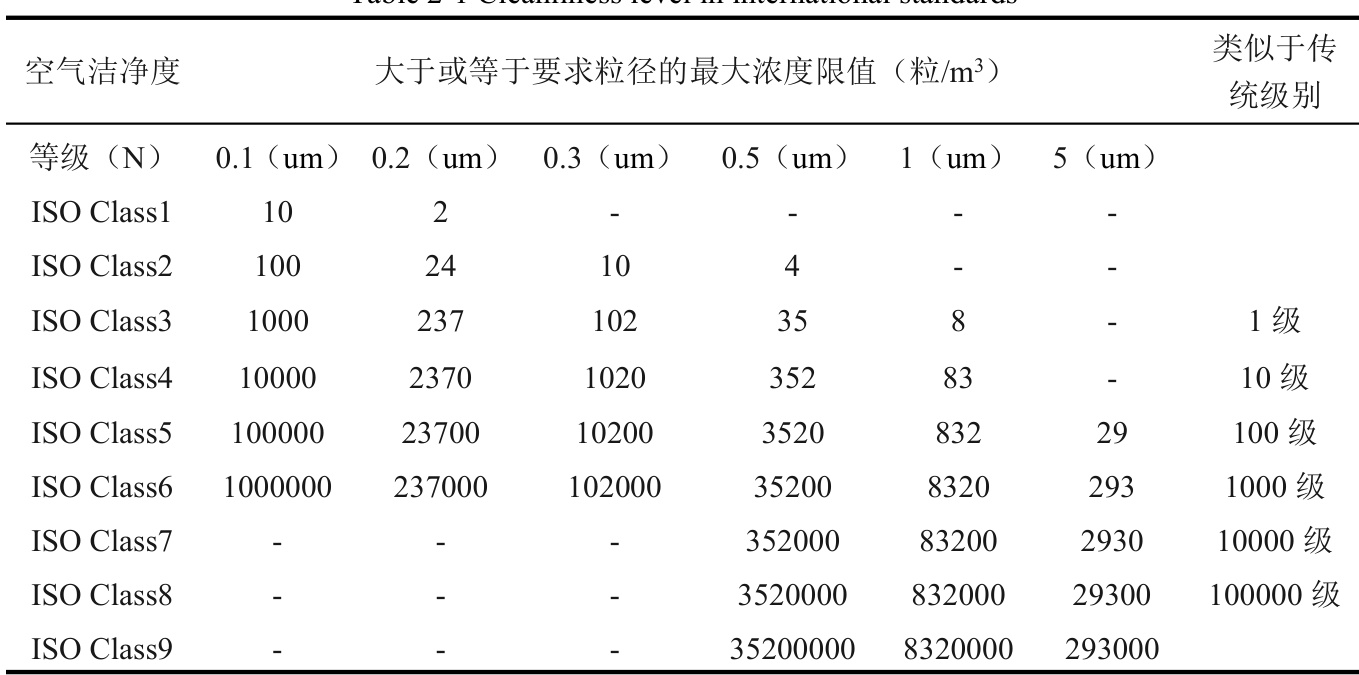 Table 2-1 Cleanliness level in international standards
空气洁净度 大于或等于要求粒径的最大浓度限值（粒/m³） 类似于传
统级别
等级（N） 0.1（um） 0.2（um） 0.3（um） 0.5（um） 1（um） 5（um）
ISO Class1 10 2 - - - -
ISO Class2 100 24 10 4 - -
ISO Class3 1000 237 102 35 8 - 1 级
ISO Class4 10000 2370 1020 352 83 - 10 级
ISO Class5 100000 23700 10200 3520 832 29 100 级
ISO Class6 1000000 237000 102000 35200 8320 293 1000 级
ISO Class7 - - - 352000 83200 2930 10000 级
ISO Class8 - - - 3520000 832000 29300 100000 级
ISO Class9 - - - 35200000 8320000 293000